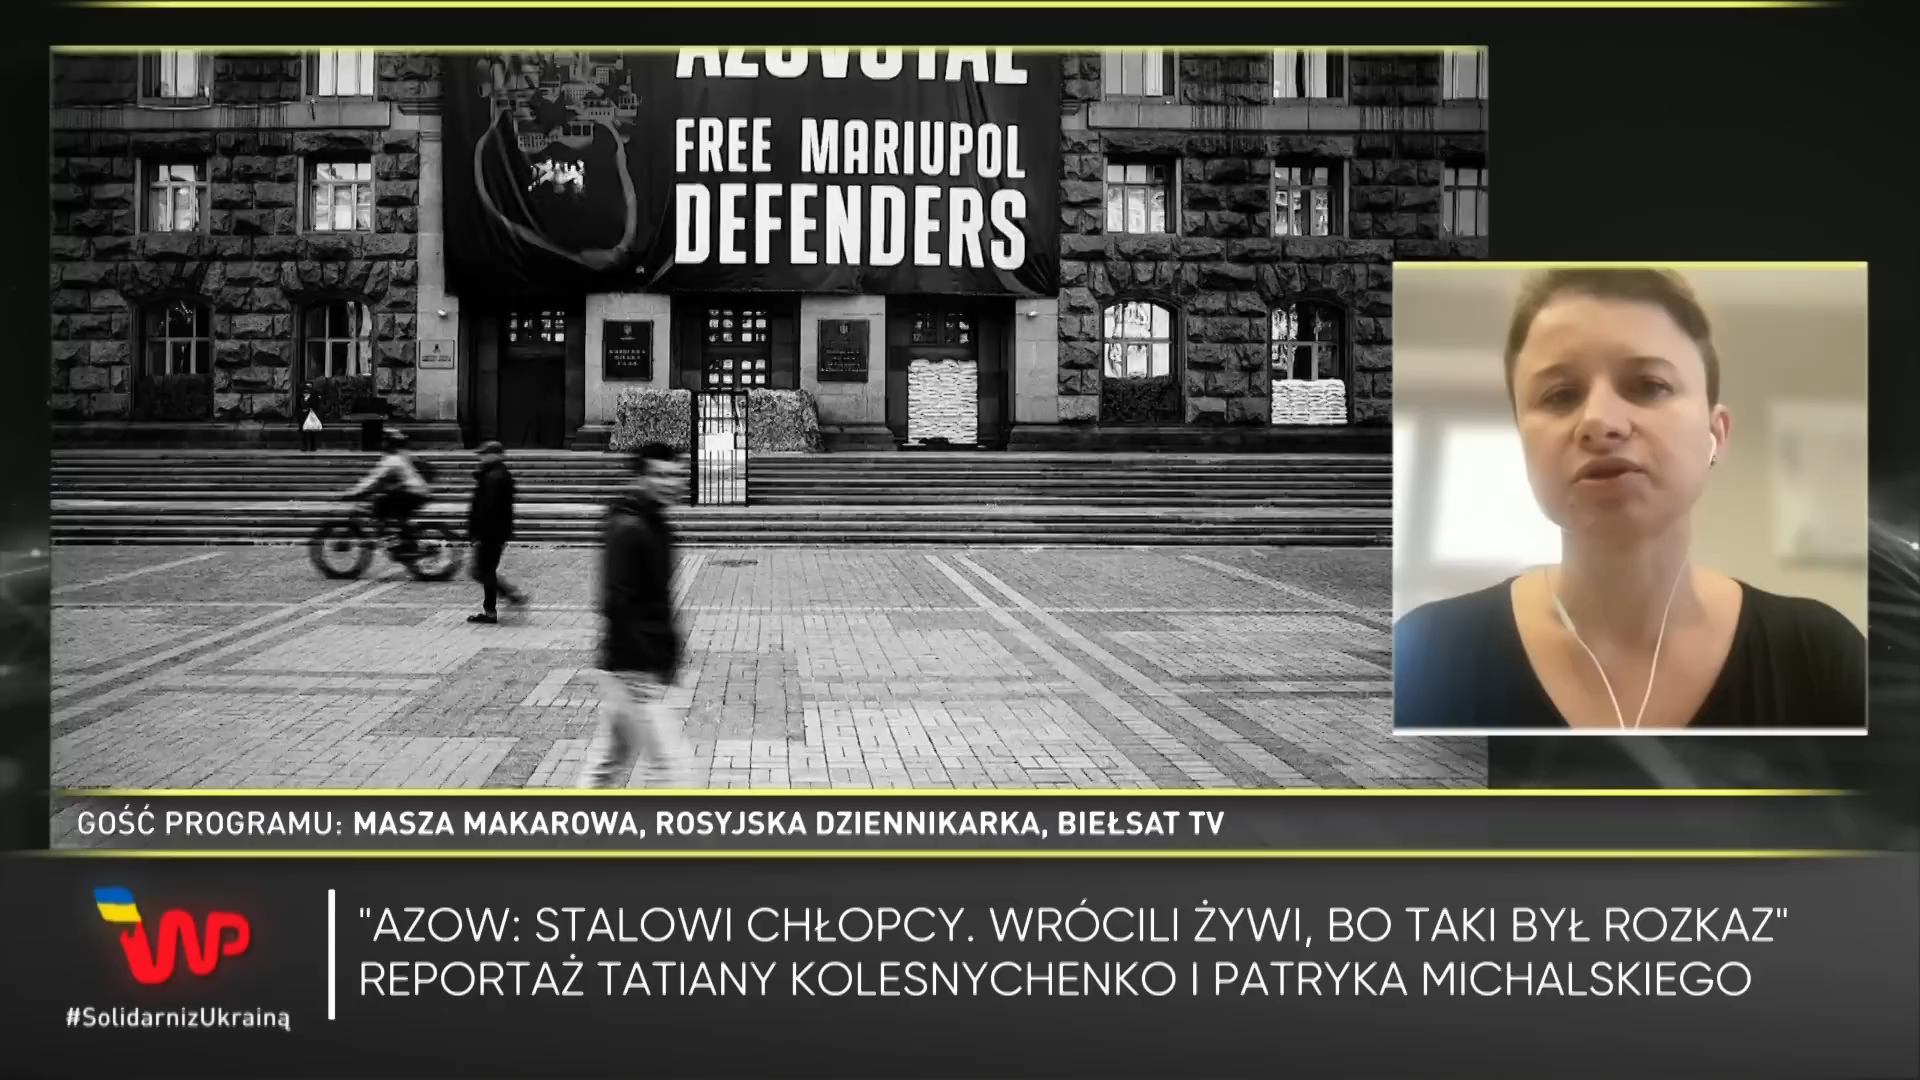 AZOVSTAL
FREE MARIUPOL
DEFENDERS
GOŚĆ PROGRAMU: MASZA MAKAROWA, ROSYJSKA DZIENNIKARKA, BIEŁSAT TV
WP
#SolidarnizUkrainą
"AZOW: STALOWI CHŁOPCY. WRÓCILI ŻYWI, BO TAKI BYŁ ROZKAZ"
REPORTAŻ TATIANY KOLESNYCHENKO I PATRYKA MICHALSKIEGO